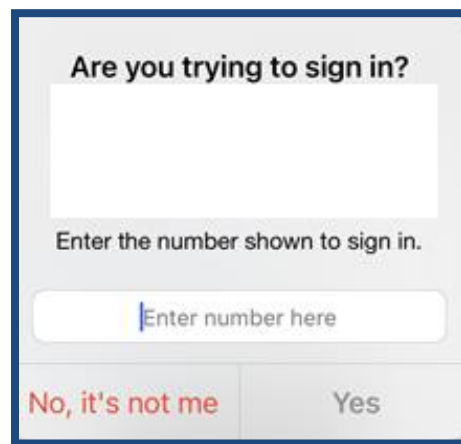 Are you trying to sign in?
Enter the number shown to sign in.
Enter number here
No, it's not me
Yes